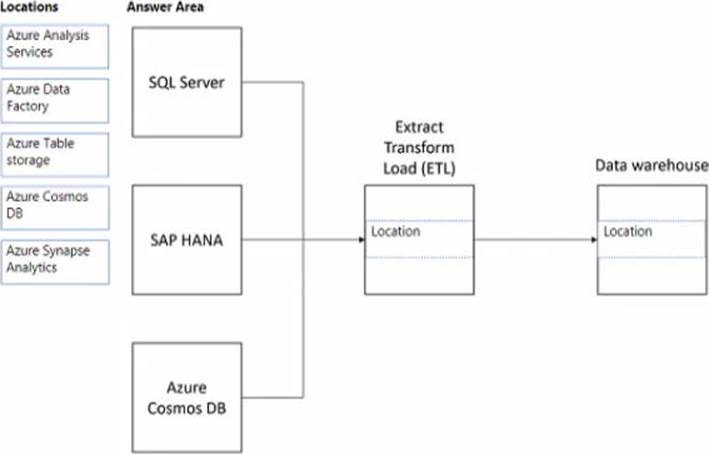 Locations
Answer Area
Azure Analysis
Services
Azure Data
Factory
Azure Table
storage
Azure Cosmos
DB
Azure Synapse
Analytics
SQL Server
SAP HANA
Azure
Cosmos DB
Extract
Transform
Load (ETL)
Location
Data warehouse
Location